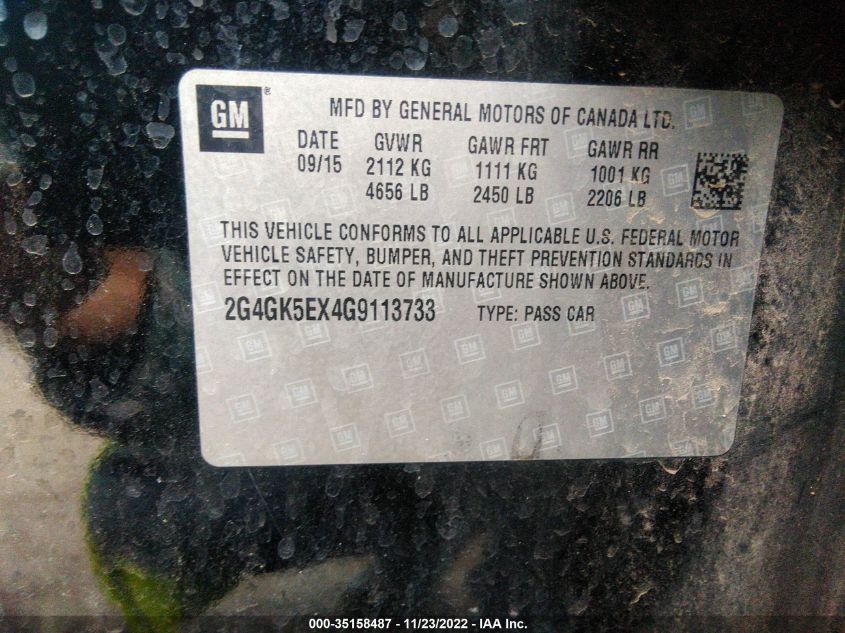 GM ®
MFD BY GENERAL MOTORS OF CANADA LTD.
DATE GVWR GAWR FRT GAWR RR
09/15 2112 KG 1111 KG 1001 KG
4656 LB 2450 LB 2206 LB
THIS VEHICLE CONFORMS TO ALL APPLICABLE U.S. FEDERAL MOTOR
VEHICLE SAFETY, BUMPER, AND THEFT PREVENTION STANDARDS IN
EFFECT ON THE DATE OF MANUFACTURE SHOWN ABOVE.
2G4GK5EX4G9113733 TYPE: PASS CAR
000-35158487 - 11/23/2022 - IAA Inc.